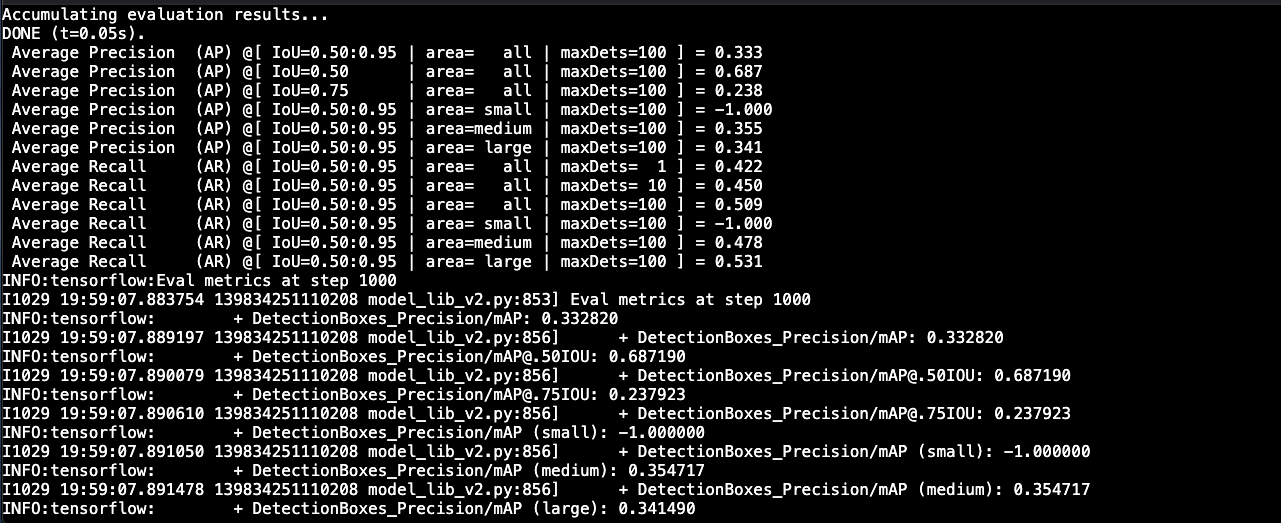 Accumulating evaluation results...
DONE (t=0.05s).
 Average Precision  (AP) @[ IoU=0.50:0.95 | area=   all | maxDets=100 ] = 0.333
 Average Precision  (AP) @[ IoU=0.50      | area=   all | maxDets=100 ] = 0.687
 Average Precision  (AP) @[ IoU=0.75      | area=   all | maxDets=100 ] = 0.238
 Average Precision  (AP) @[ IoU=0.50:0.95 | area= small | maxDets=100 ] = -1.000
 Average Precision  (AP) @[ IoU=0.50:0.95 | area=medium | maxDets=100 ] = 0.355
 Average Precision  (AP) @[ IoU=0.50:0.95 | area= large | maxDets=100 ] = 0.341
 Average Recall     (AR) @[ IoU=0.50:0.95 | area=   all | maxDets=  1 ] = 0.422
 Average Recall     (AR) @[ IoU=0.50:0.95 | area=   all | maxDets= 10 ] = 0.450
 Average Recall     (AR) @[ IoU=0.50:0.95 | area=   all | maxDets=100 ] = 0.509
 Average Recall     (AR) @[ IoU=0.50:0.95 | area= small | maxDets=100 ] = -1.000
 Average Recall     (AR) @[ IoU=0.50:0.95 | area=medium | maxDets=100 ] = 0.478
 Average Recall     (AR) @[ IoU=0.50:0.95 | area= large | maxDets=100 ] = 0.531
INFO:tensorflow:Eval metrics at step 1000
I1029 19:59:07.883754 139834251110208 model_lib_v2.py:853] Eval metrics at step 1000
INFO:tensorflow:        + DetectionBoxes_Precision/mAP: 0.332820
I1029 19:59:07.889197 139834251110208 model_lib_v2.py:856]      + DetectionBoxes_Precision/mAP: 0.332820
INFO:tensorflow:        + DetectionBoxes_Precision/mAP@.50IOU: 0.687190
I1029 19:59:07.890079 139834251110208 model_lib_v2.py:856]      + DetectionBoxes_Precision/mAP@.50IOU: 0.687190
INFO:tensorflow:        + DetectionBoxes_Precision/mAP@.75IOU: 0.237923
I1029 19:59:07.890610 139834251110208 model_lib_v2.py:856]      + DetectionBoxes_Precision/mAP@.75IOU: 0.237923
INFO:tensorflow:        + DetectionBoxes_Precision/mAP (small): -1.000000
I1029 19:59:07.891050 139834251110208 model_lib_v2.py:856]      + DetectionBoxes_Precision/mAP (small): -1.000000
INFO:tensorflow:        + DetectionBoxes_Precision/mAP (medium): 0.354717
I1029 19:59:07.891478 139834251110208 model_lib_v2.py:856]      + DetectionBoxes_Precision/mAP (medium): 0.354717
INFO:tensorflow:        + DetectionBoxes_Precision/mAP (large): 0.341490